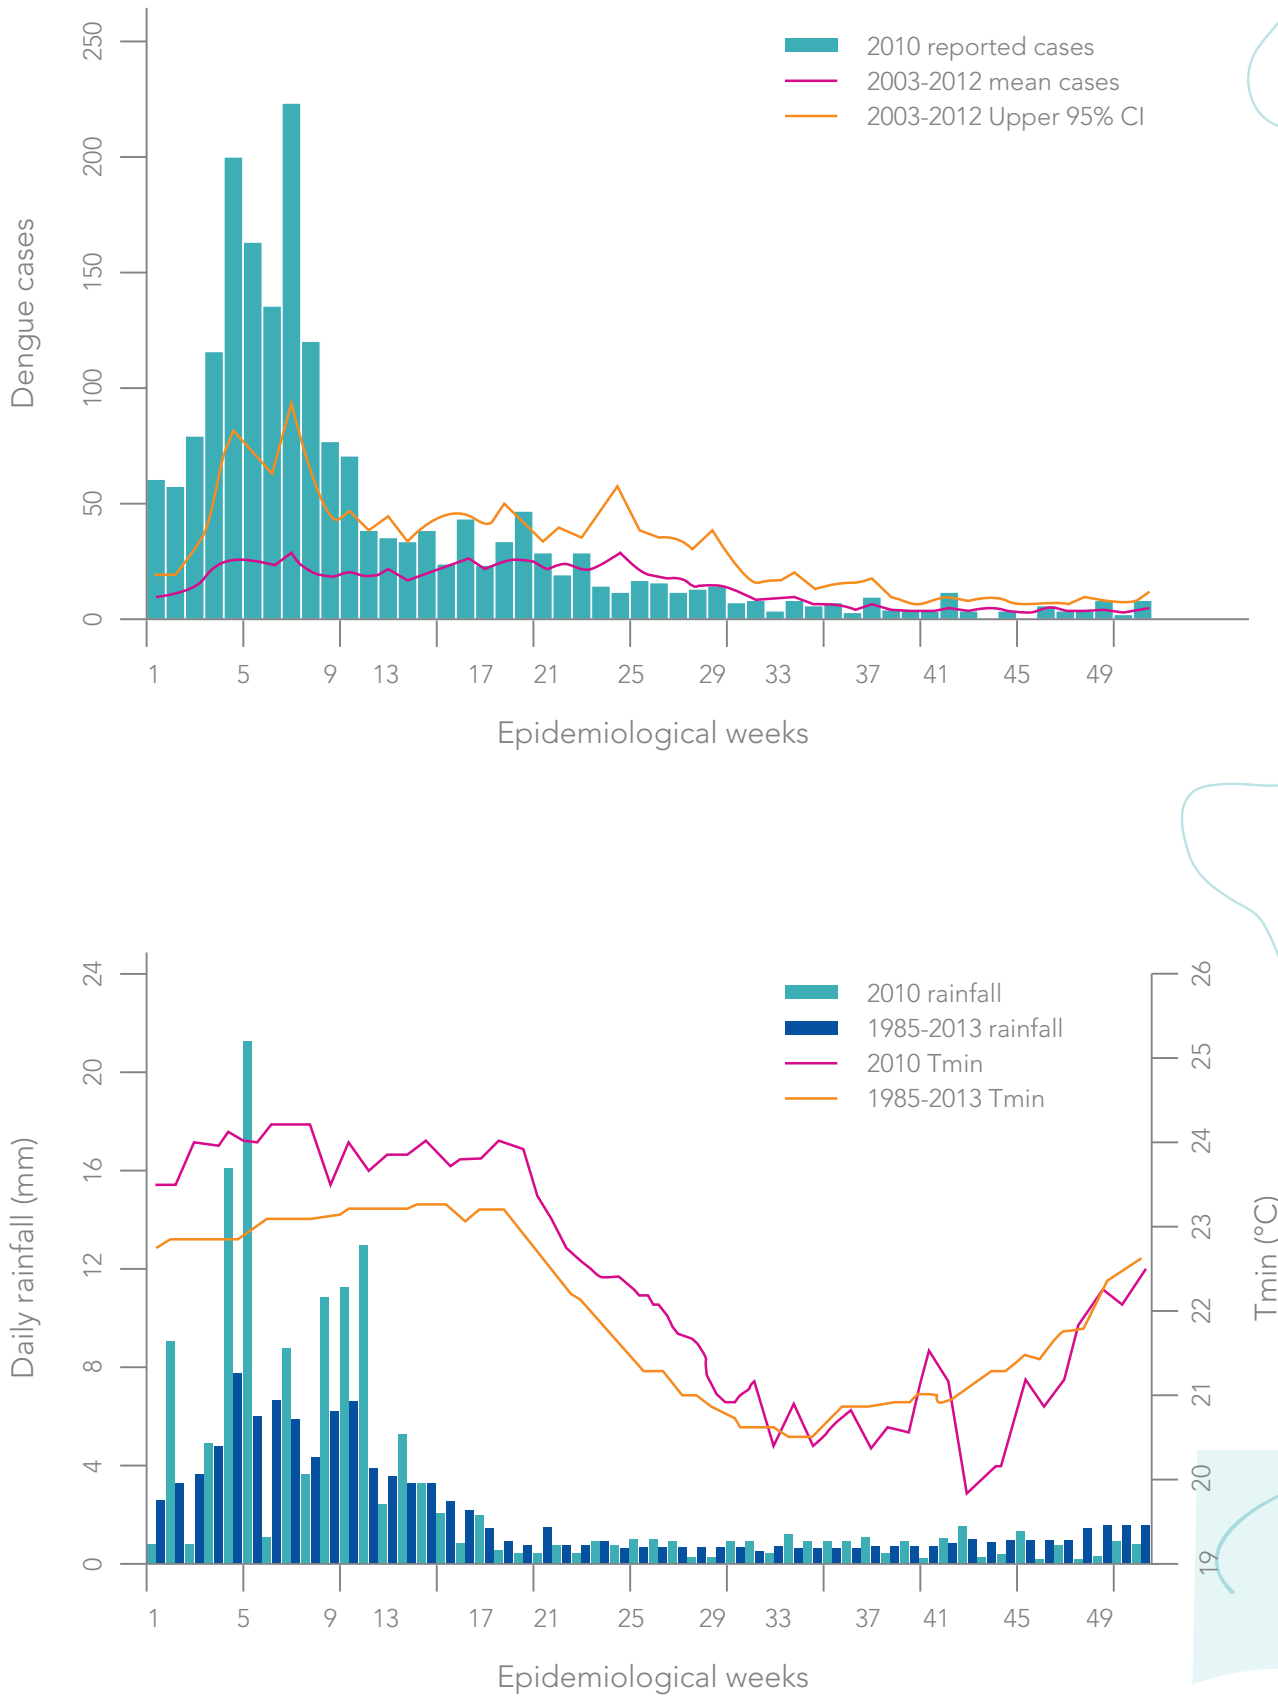 250
200
150
100
50
0
Dengue cases
2010 reported cases
2003-2012 mean cases
2003-2012 Upper 95% CI
1 5 9 13 17 21 25 29 33 37 41 45 49
Epidemiological weeks
24
20
16
12
8
4
0
Daily rainfall (mm)
2010 rainfall
1985-2013 rainfall
2010 Tmin
1985-2013 Tmin
26
25
24
23
22
21
20
19
Tmin (°C)
1 5 9 13 17 21 25 29 33 37 41 45 49
Epidemiological weeks